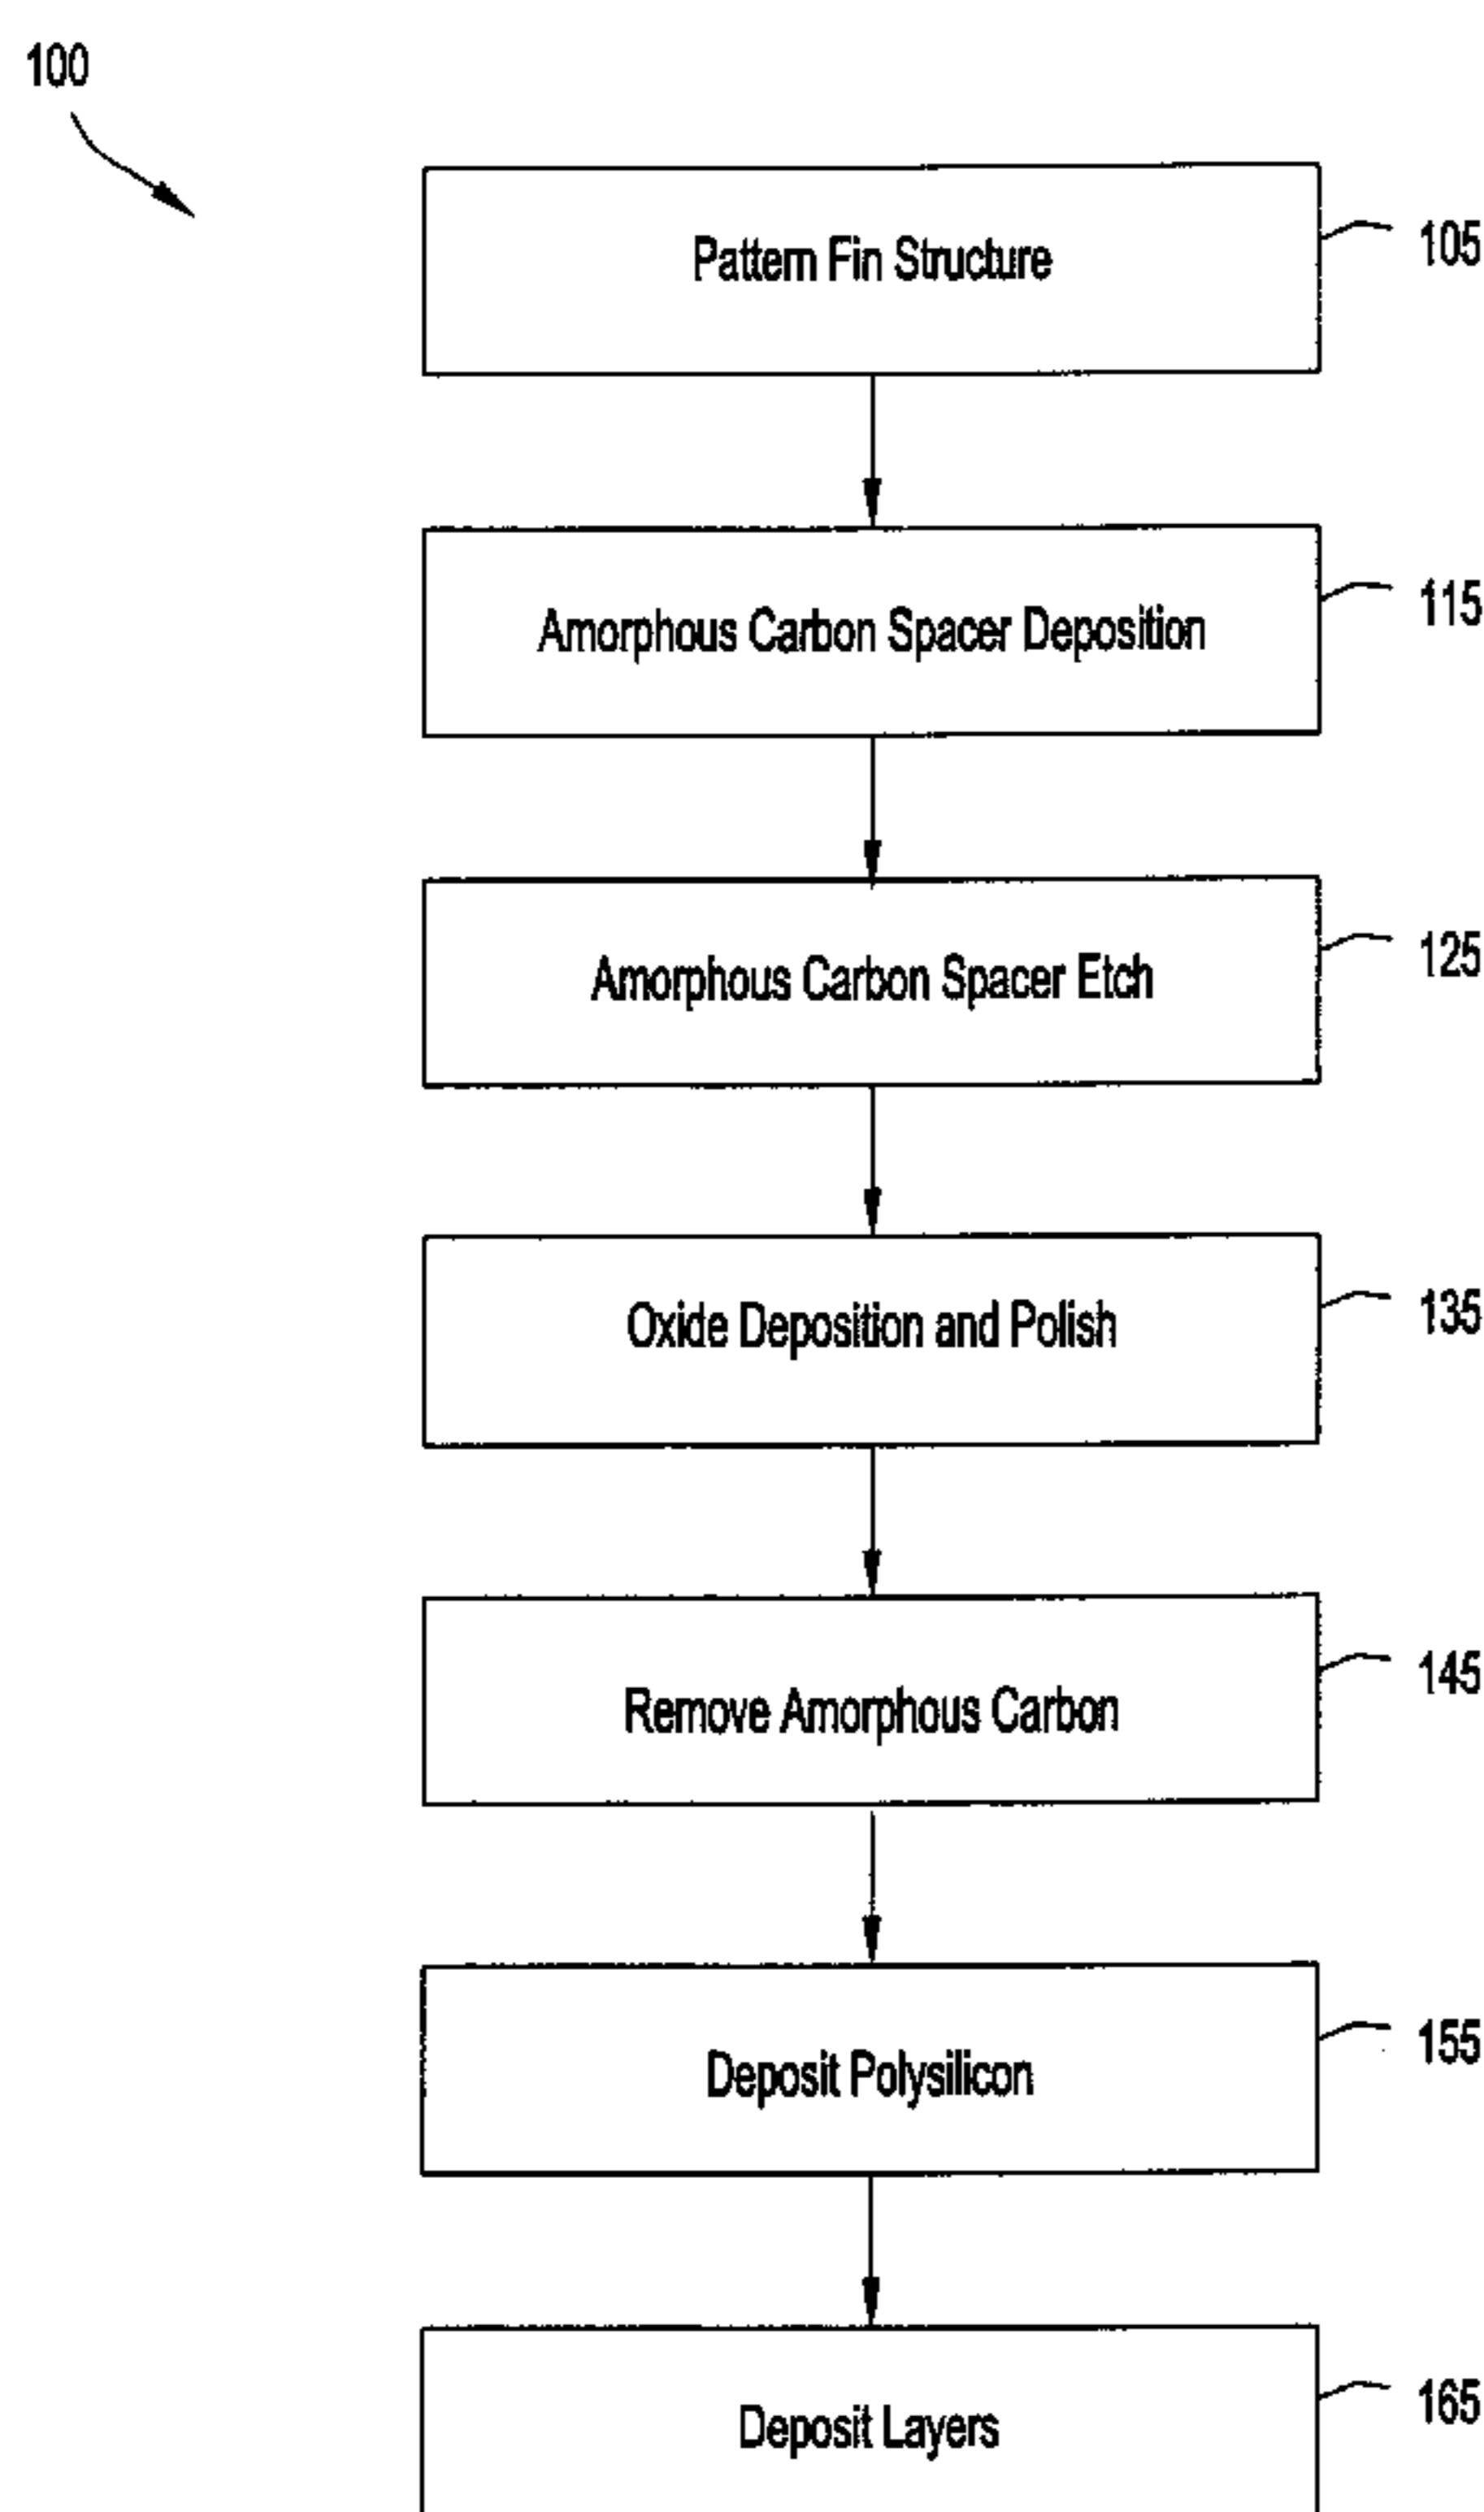 100
Pattern Fin Structure
105
Amorphous Carbon Spacer Deposition
115
Amorphous Carbon Spacer Etch
125
Oxide Deposition and Polish
135
Remove Amorphous Carbon
145
Deposit Polysilicon
155
Deposit Layers
165